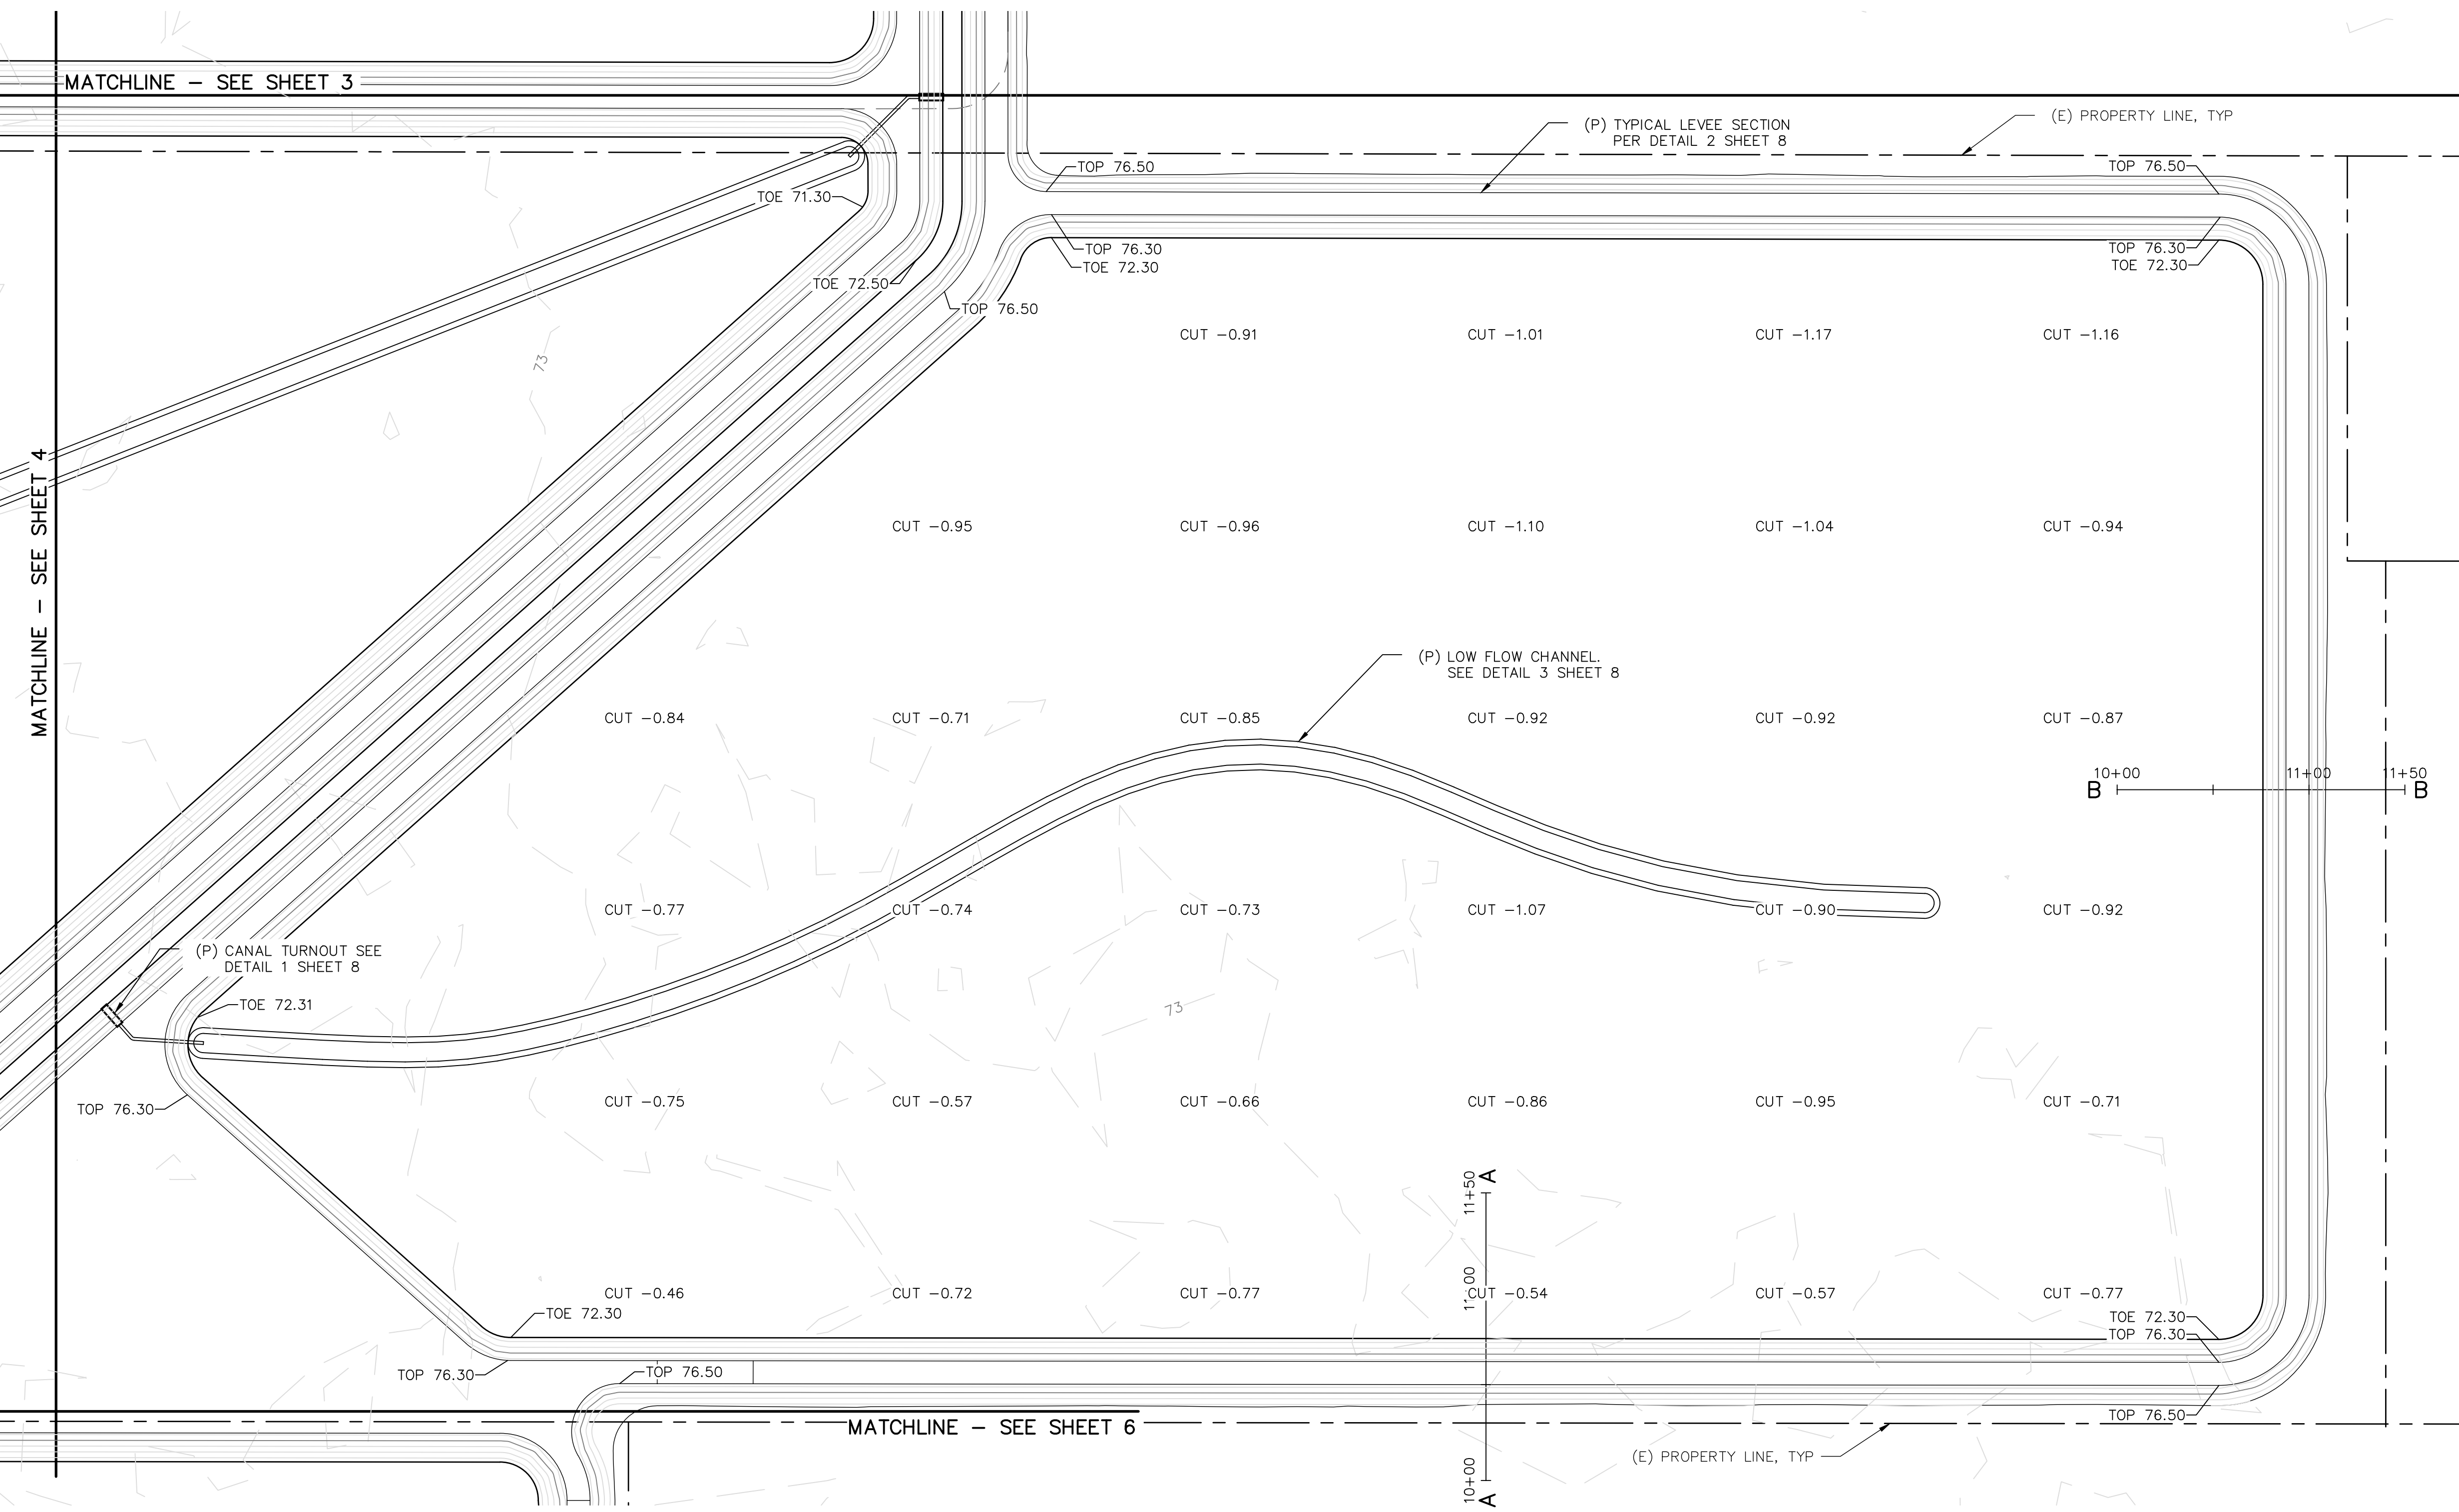 MATCHLINE - SEE SHEET 3
(E) PROPERTY LINE, TYP
(P) TYPICAL LEVEE SECTION
PER DETAIL 2 SHEET 8
TOP 76.50
TOP 76.50
TOE 71.30
TOP 76.30
TOE 72.30
TOP 76.30
TOE 72.30
TOE 72.50
TOP 76.50
CUT -0.91
CUT -1.01
CUT -1.17
CUT -1.16
73
MATCHLINE - SEE SHEET 4
CUT -0.95
CUT -0.96
CUT -1.10
CUT -1.04
CUT -0.94
(P) LOW FLOW CHANNEL.
SEE DETAIL 3 SHEET 8
CUT -0.84
CUT -0.71
CUT -0.85
CUT -0.92
CUT -0.92
CUT -0.87
10+00
11+00
11+50
B
B
CUT -0.77
CUT -0.74
CUT -0.73
CUT -1.07
CUT -0.90
CUT -0.92
(P) CANAL TURNOUT SEE
DETAIL 1 SHEET 8
TOE 72.31
73
TOP 76.30
CUT -0.75
CUT -0.57
CUT -0.66
CUT -0.86
CUT -0.95
CUT -0.71
A
11+50
CUT -0.46
CUT -0.72
CUT -0.77
11+00
CUT -0.54
CUT -0.57
CUT -0.77
TOE 72.30
TOE 72.30
TOP 76.30
TOP 76.30
TOP 76.50
TOP 76.50
MATCHLINE - SEE SHEET 6
(E) PROPERTY LINE, TYP
10+00
A